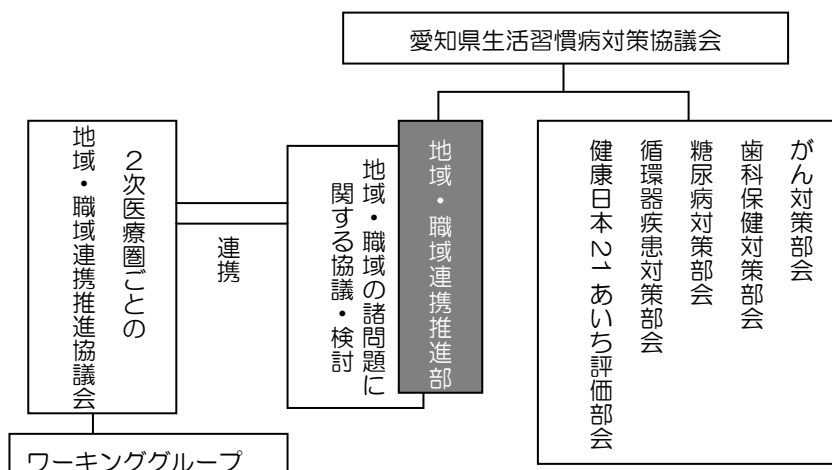 愛知県生活習慣病対策協議会
がん対策部会
歯科保健対策部会
糖尿病対策部会
循環器疾患対策部会
健康日本21あいち評価部会
地域・職域連携推進部
地域・職域の諸問題に
関する協議・検討
連携
2次医療圏ごとの
地域・職域連携推進協議会
ワーキンググループ